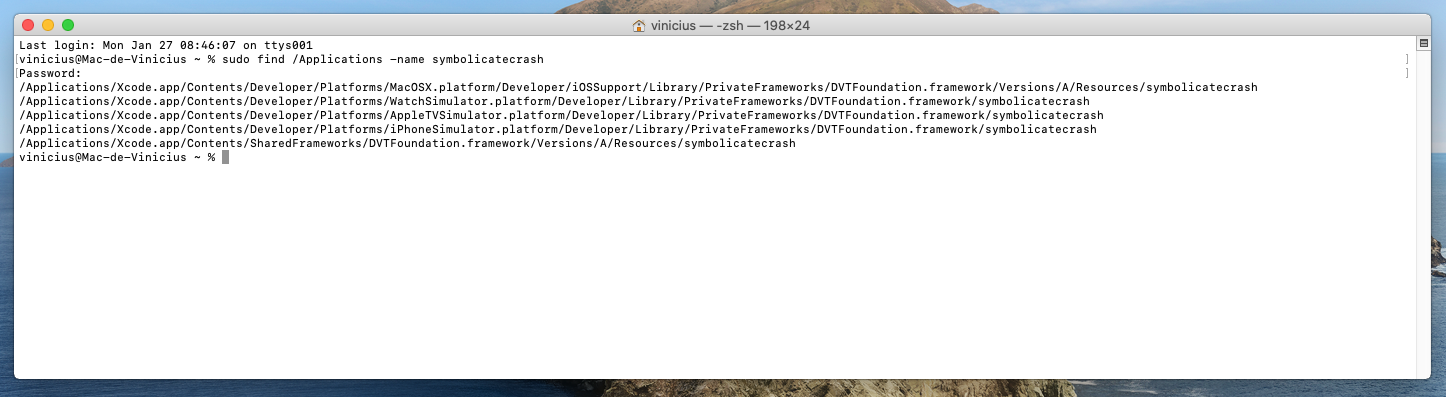 vinicius — -zsh — 198×24
Last login: Mon Jan 27 08:46:07 on ttys001
[vinicius@Mac-de-Vinicius ~ % sudo find /Applications -name symbolicatecrash ]
[Password: ]
/Applications/Xcode.app/Contents/Developer/Platforms/MacOSX.platform/Developer/iOSSupport/Library/PrivateFrameworks/DVTFoundation.framework/Versions/A/Resources/symbolicatecrash
/Applications/Xcode.app/Contents/Developer/Platforms/WatchSimulator.platform/Developer/Library/PrivateFrameworks/DVTFoundation.framework/symbolicatecrash
/Applications/Xcode.app/Contents/Developer/Platforms/AppleTVSimulator.platform/Developer/Library/PrivateFrameworks/DVTFoundation.framework/symbolicatecrash
/Applications/Xcode.app/Contents/Developer/Platforms/iPhoneSimulator.platform/Developer/Library/PrivateFrameworks/DVTFoundation.framework/symbolicatecrash
/Applications/Xcode.app/Contents/SharedFrameworks/DVTFoundation.framework/Versions/A/Resources/symbolicatecrash
vinicius@Mac-de-Vinicius ~ %